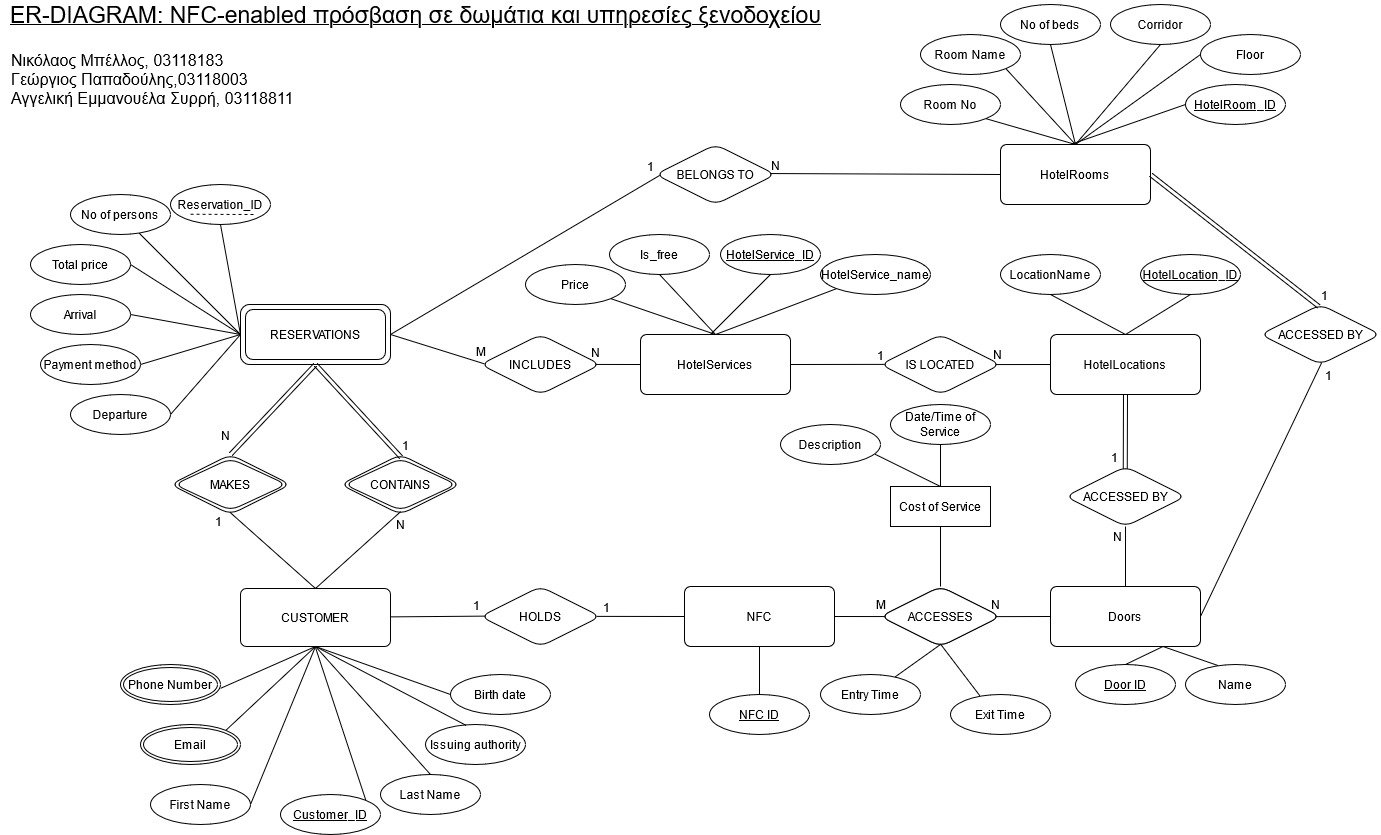 ER-DIAGRAM: NFC-enabled πρόσβαση σε δωμάτια και υπηρεσίες ξενοδοχείου
Νικόλαος Μπέλλος, 03118183
Γεώργιος Παπαδούλης,03118003
Αγγελική Εμμανουέλα Συρρή, 03118811
No of beds
Corridor
Room Name
Floor
Room No
HotelRoom_ID
HotelRooms
1
BELONGS TO
N
Reservation_ID
No of persons
Total price
Arrival
Payment method
Departure
RESERVATIONS
Is_free
HotelService_ID
Price
HotelService_name
LocationName
HotelLocation_ID
1
ACCESSED BY
1
M
INCLUDES
N
HotelServices
1
IS LOCATED
N
HotelLocations
Date/Time of
Service
Description
Cost of Service
N
MAKES
1
1
CONTAINS
N
1
ACCESSED BY
N
CUSTOMER
1
HOLDS
1
NFC
M
ACCESSES
N
Doors
Phone Number
Birth date
Email
Issuing authority
First Name
Customer_ID
Last Name
NFC ID
Entry Time
Exit Time
Door ID
Name